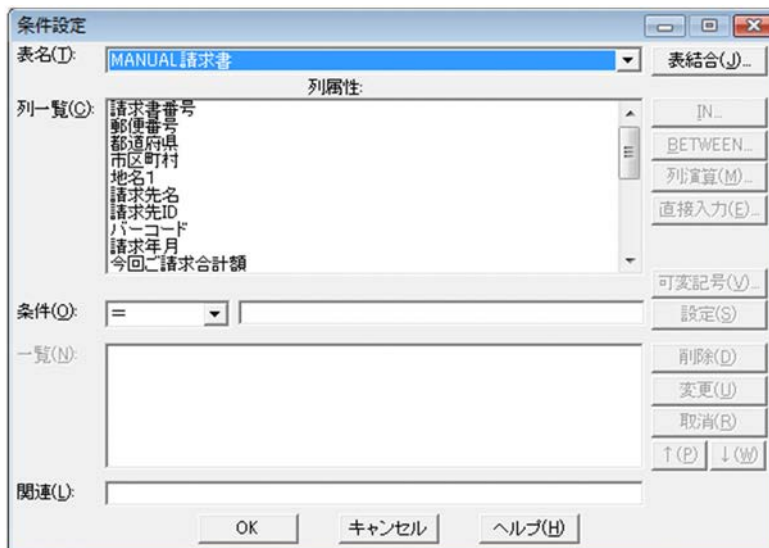 条件設定
表名(T):
MANUAL請求書
表結合(J)...
列属性:
列一覧(C):
請求書番号
郵便番号
都道府県
市区町村
地名1
請求先名
請求先ID
バーコード
請求年月
今回ご請求合計額
IN...
BETWEEN...
列演算(M)...
直接入力(E)...
可変記号(V)...
条件(O):
=
設定(S)
一覧(N):
削除(D)
変更(U)
取消(R)
↑(P)
↓(W)
関連(L):
OK
キャンセル
ヘルプ(H)